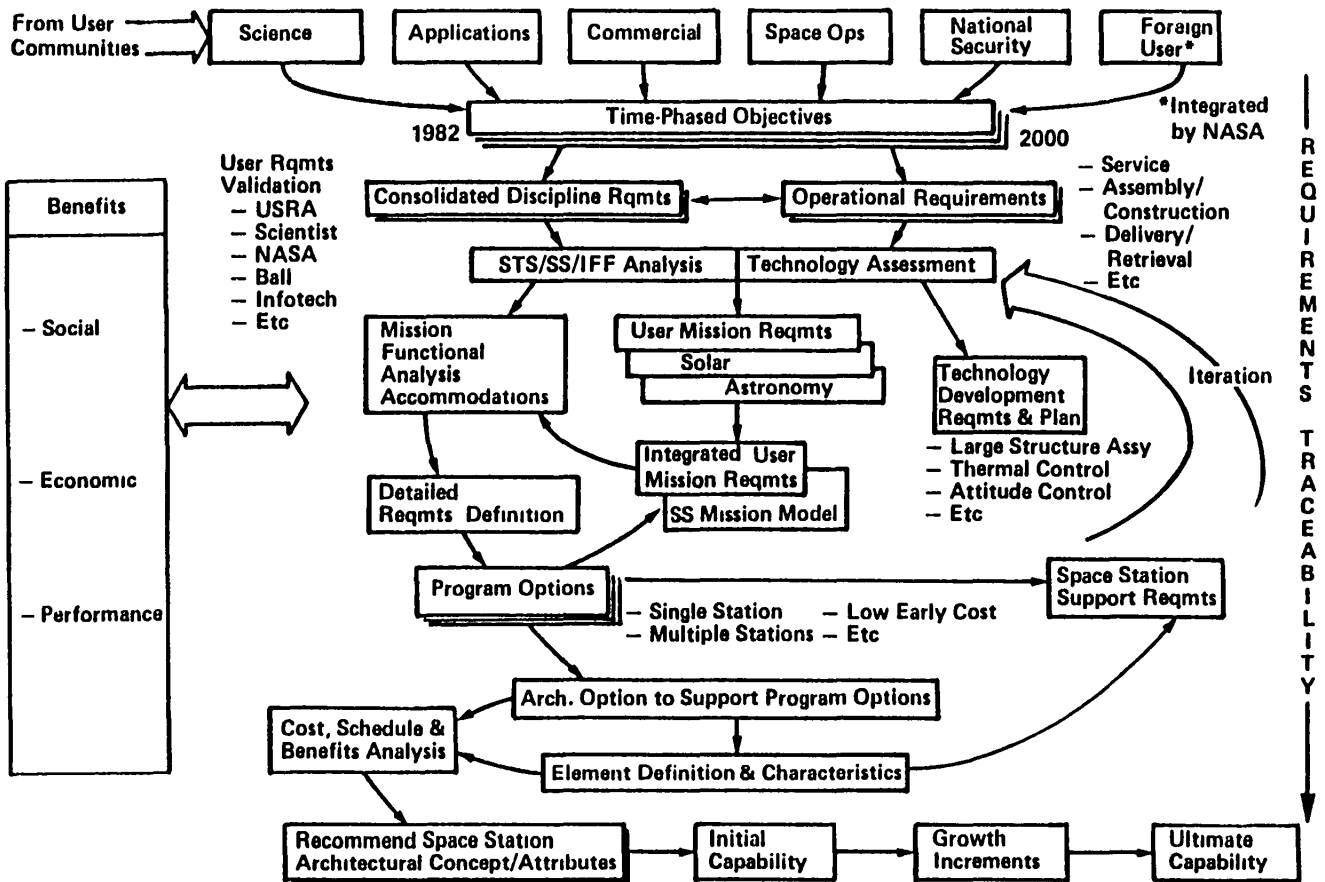 From User
Communities
Science
Applications
Commercial
Space Ops
National
Security
Foreign
User*
*Integrated
by NASA
Time-Phased Objectives
1982
2000
User Rqmts
Validation
– USRA
– Scientist
– NASA
– Ball
– Infotech
– Etc
Consolidated Discipline Rqmts
Operational Requirements
– Service
– Assembly/
Construction
– Delivery/
Retrieval
– Etc
Benefits
– Social
– Economic
– Performance
STS/SS/IFF Analysis
Technology Assessment
Mission
Functional
Analysis
Accommodations
User Mission Reqmts
Solar
Astronomy
Technology
Development
Reqmts & Plan
– Large Structure Assy
– Thermal Control
– Attitude Control
– Etc
Iteration
Integrated User
Mission Reqmts
SS Mission Model
Detailed
Reqmts Definition
Program Options
– Single Station
– Multiple Stations
– Low Early Cost
– Etc
Space Station
Support Reqmts
Arch. Option to Support Program Options
Cost, Schedule &
Benefits Analysis
Element Definition & Characteristics
Recommend Space Station
Architectural Concept/Attributes
Initial
Capability
Growth
Increments
Ultimate
Capability
REQUIREMENTS TRACEABILITY